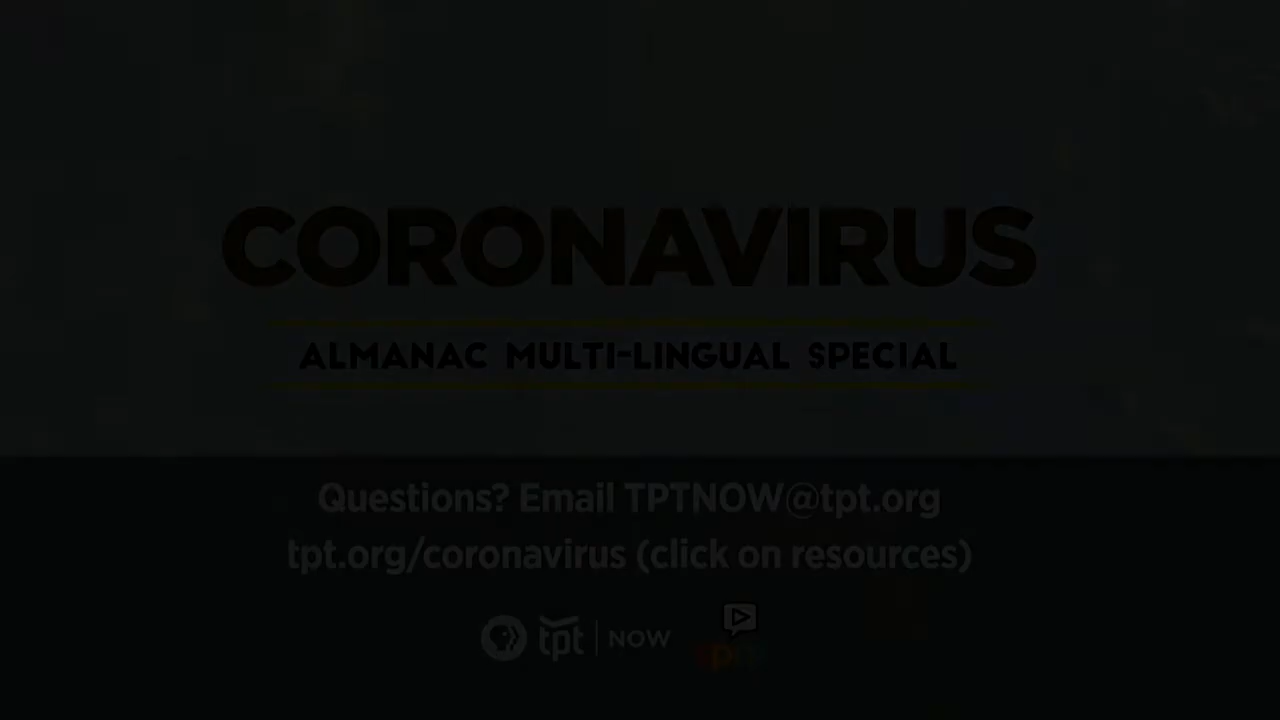 CORONAVIRUS
ALMANAC MULTI-LINGUAL SPECIAL
Questions? Email TPTNOW@tpt.org
tpt.org/coronavirus (click on resources)
tpt NOW